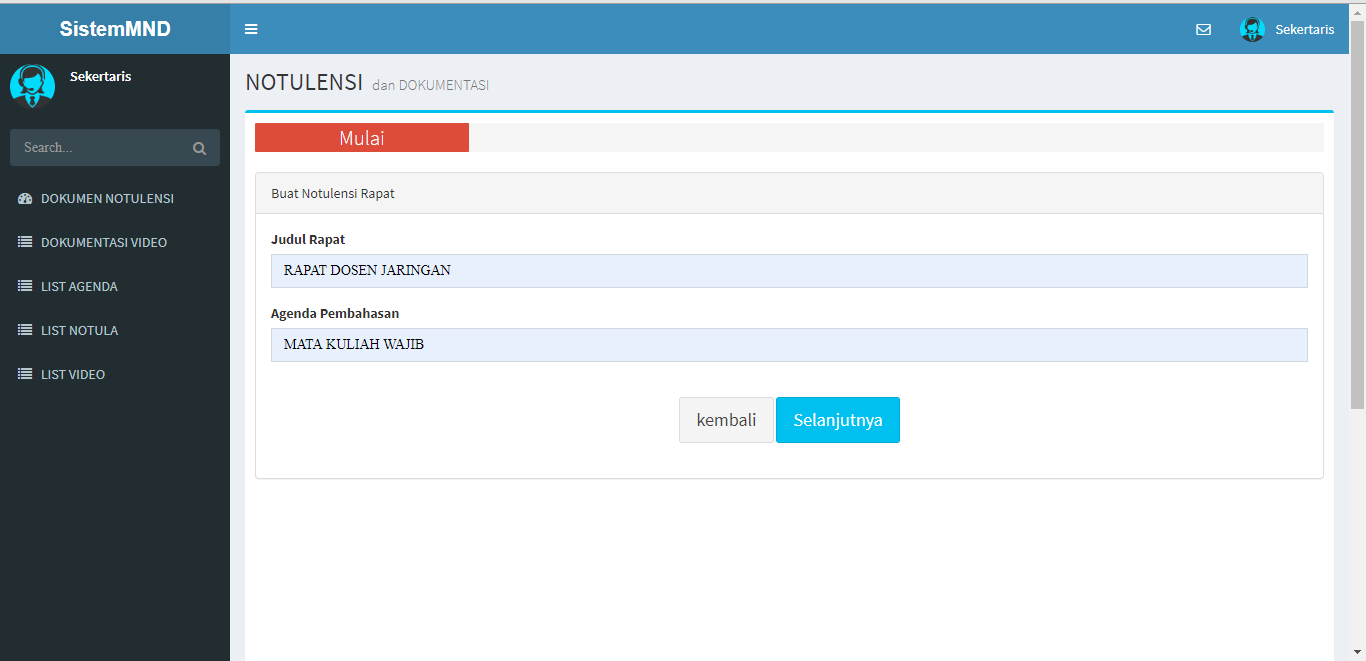 SistemMND
Sekertaris
Sekertaris
Search...
DOKUMEN NOTULENSI
DOKUMENTASI VIDEO
LIST AGENDA
LIST NOTULA
LIST VIDEO
NOTULENSI dan DOKUMENTASI
Mulai
Buat Notulensi Rapat
Judul Rapat
RAPAT DOSEN JARINGAN
Agenda Pembahasan
MATA KULIAH WAJIB
kembali Selanjutnya